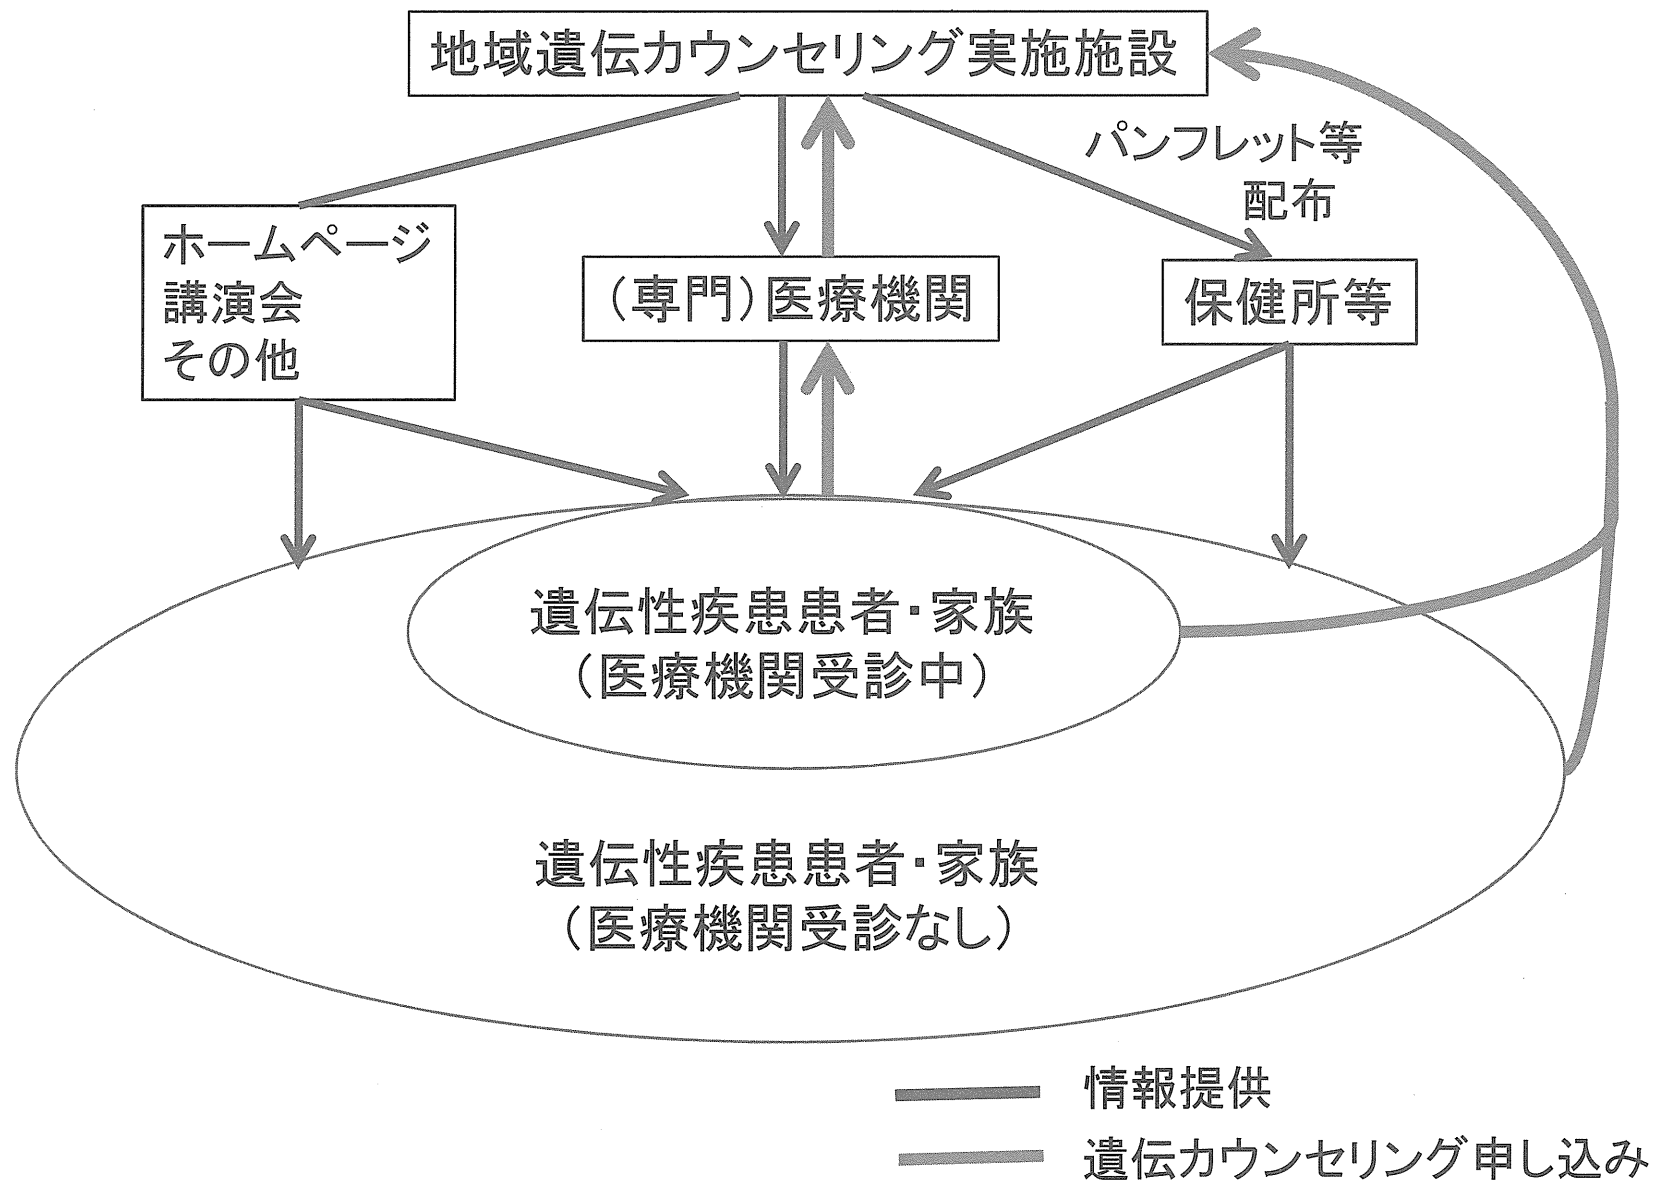 地域遺伝カウンセリング実施施設
パンフレット等
配布
ホームページ
講演会
その他
(専門)医療機関
保健所等
遺伝性疾患患者・家族
(医療機関受診中)
遺伝性疾患患者・家族
(医療機関受診なし)
情報提供
遺伝カウンセリング申し込み